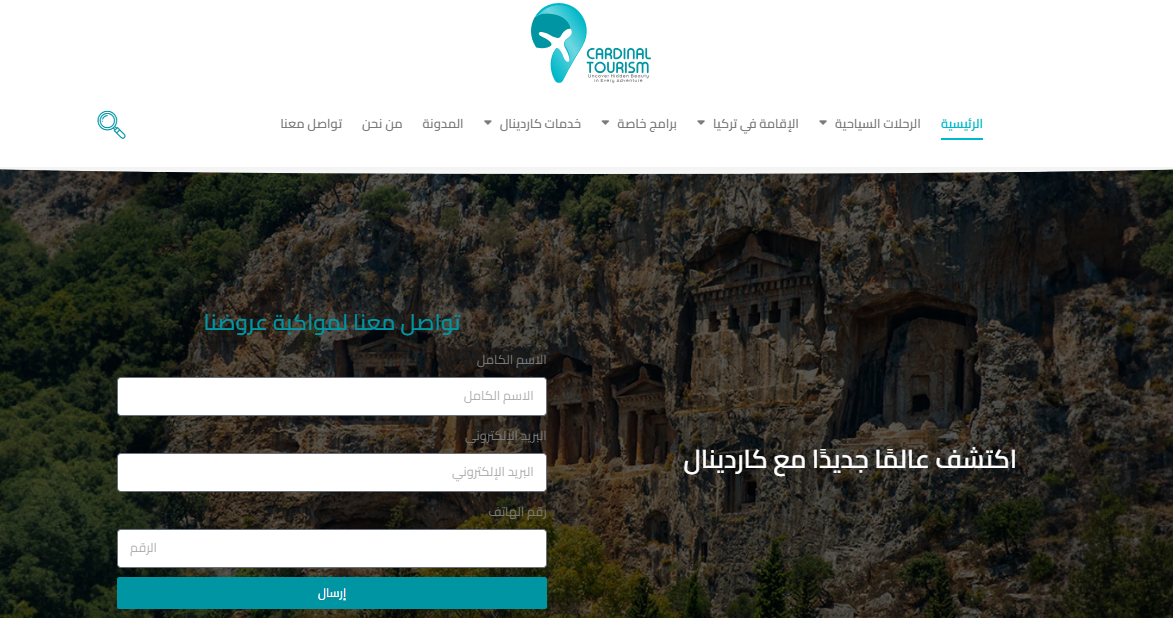 CARDINAL
TOURISM
Uncover Hidden Beauty
in Every Adventure
الرئيسية
الرحلات السياحية
الإقامة في تركيا
برامج خاصة
خدمات كاردينال
المدونة
من نحن
تواصل معنا
اكتشف عالمًا جديدًا مع كاردينال
تواصل معنا لمواكبة عروضنا
الاسم الكامل
الاسم الكامل
البريد الإلكتروني
البريد الإلكتروني
رقم الهاتف
الرقم
إرسال